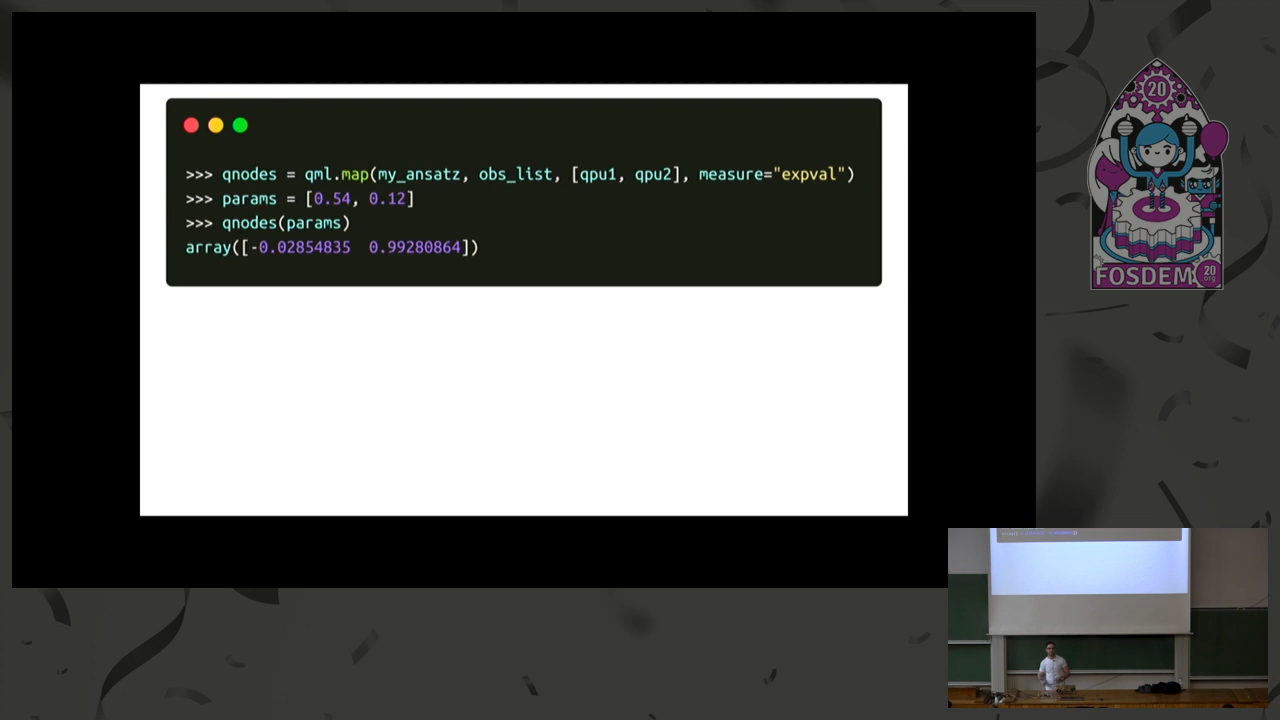 >>> qnodes = qml.map(my_ansatz, obs_list, [qpu1, qpu2], measure="expval")
>>> params = [0.54, 0.12]
>>> qnodes(params)
array([-0.02854835  0.99280864])
20
FOSDEM
20
.org